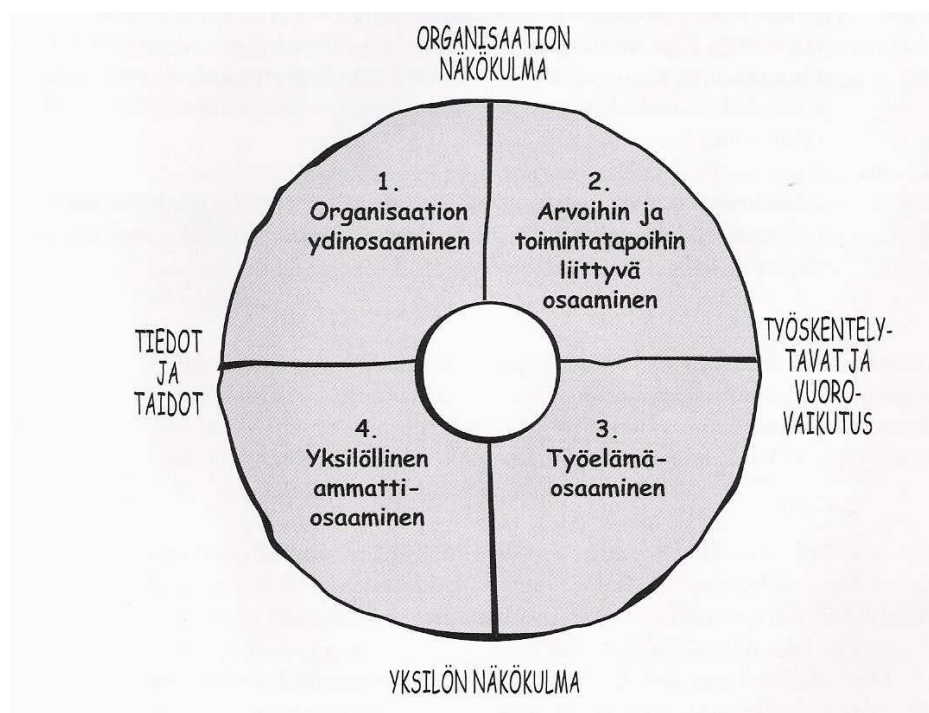 ORGANISAATION
NÄKÖKULMA
1.
Organisaation
ydinosaaminen
2.
Arvoihin ja
toimintatapoihin
liittyvä
osaaminen
TIEDOT
JA
TAIDOT
TYÖSKENTELY-
TAVAT JA
VUORO-
VAIKUTUS
4.
Yksilöllinen
ammatti-
osaaminen
3.
Työelämä-
osaaminen
YKSILÖN NÄKÖKULMA